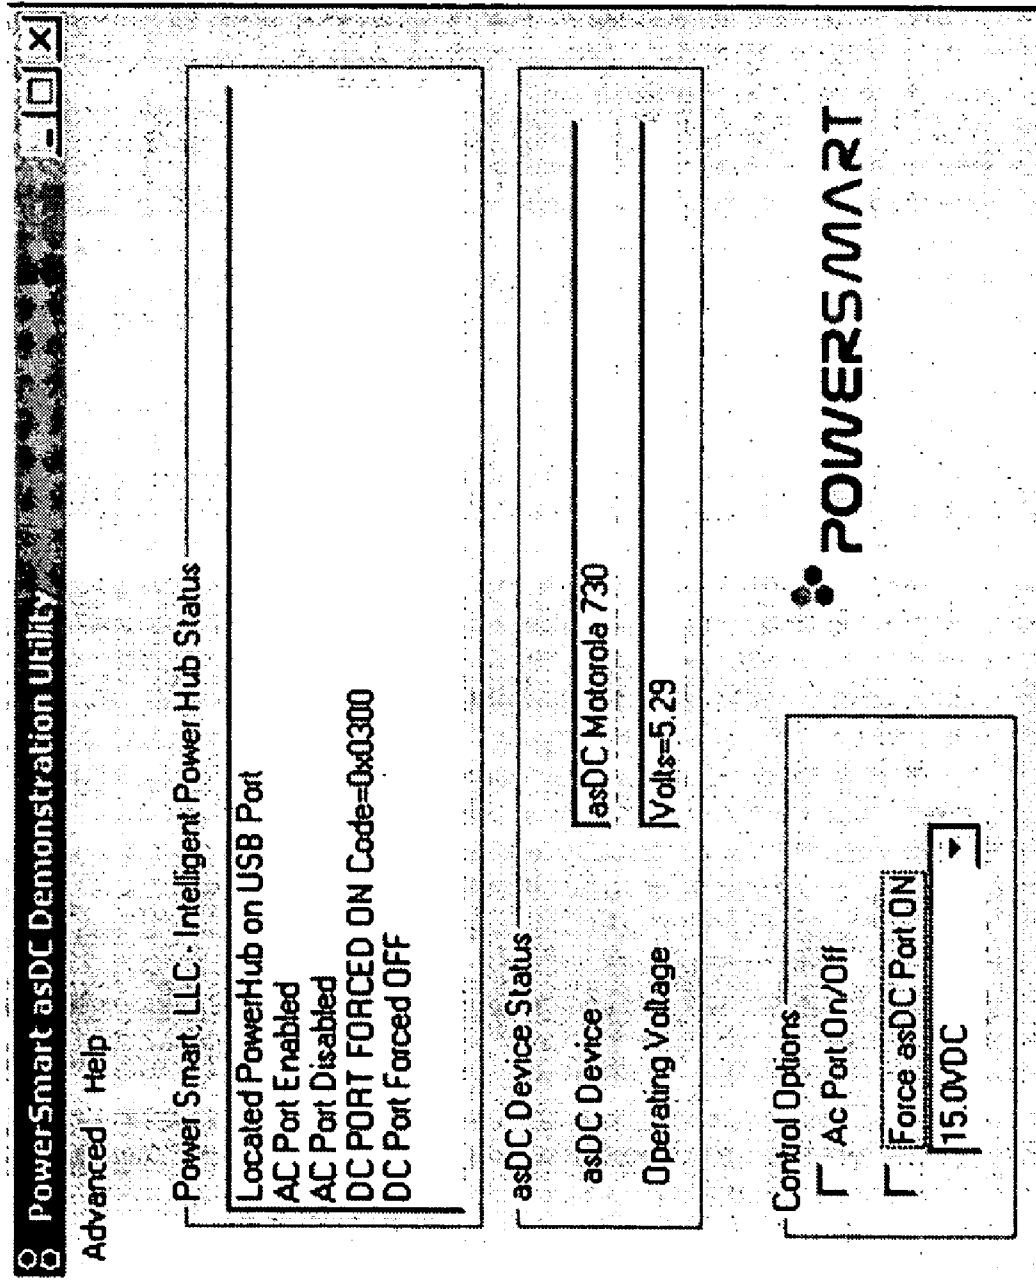 PowerSmart asDC Demonstration Utility
Advanced Help
Power Smart, LLC - Intelligent Power Hub Status
Located PowerHub on USB Port
AC Port Enabled
AC Port Disabled
DC PORT FORCED ON Code=0x0300
DC Port Forced OFF
asDC Device Status
asDC Device
asDC Motorola 730
Operating Voltage
Volts=5.29
Control Options
Ac Port On/Off
Force asDC Port ON
15.0VDC
POWERSMART